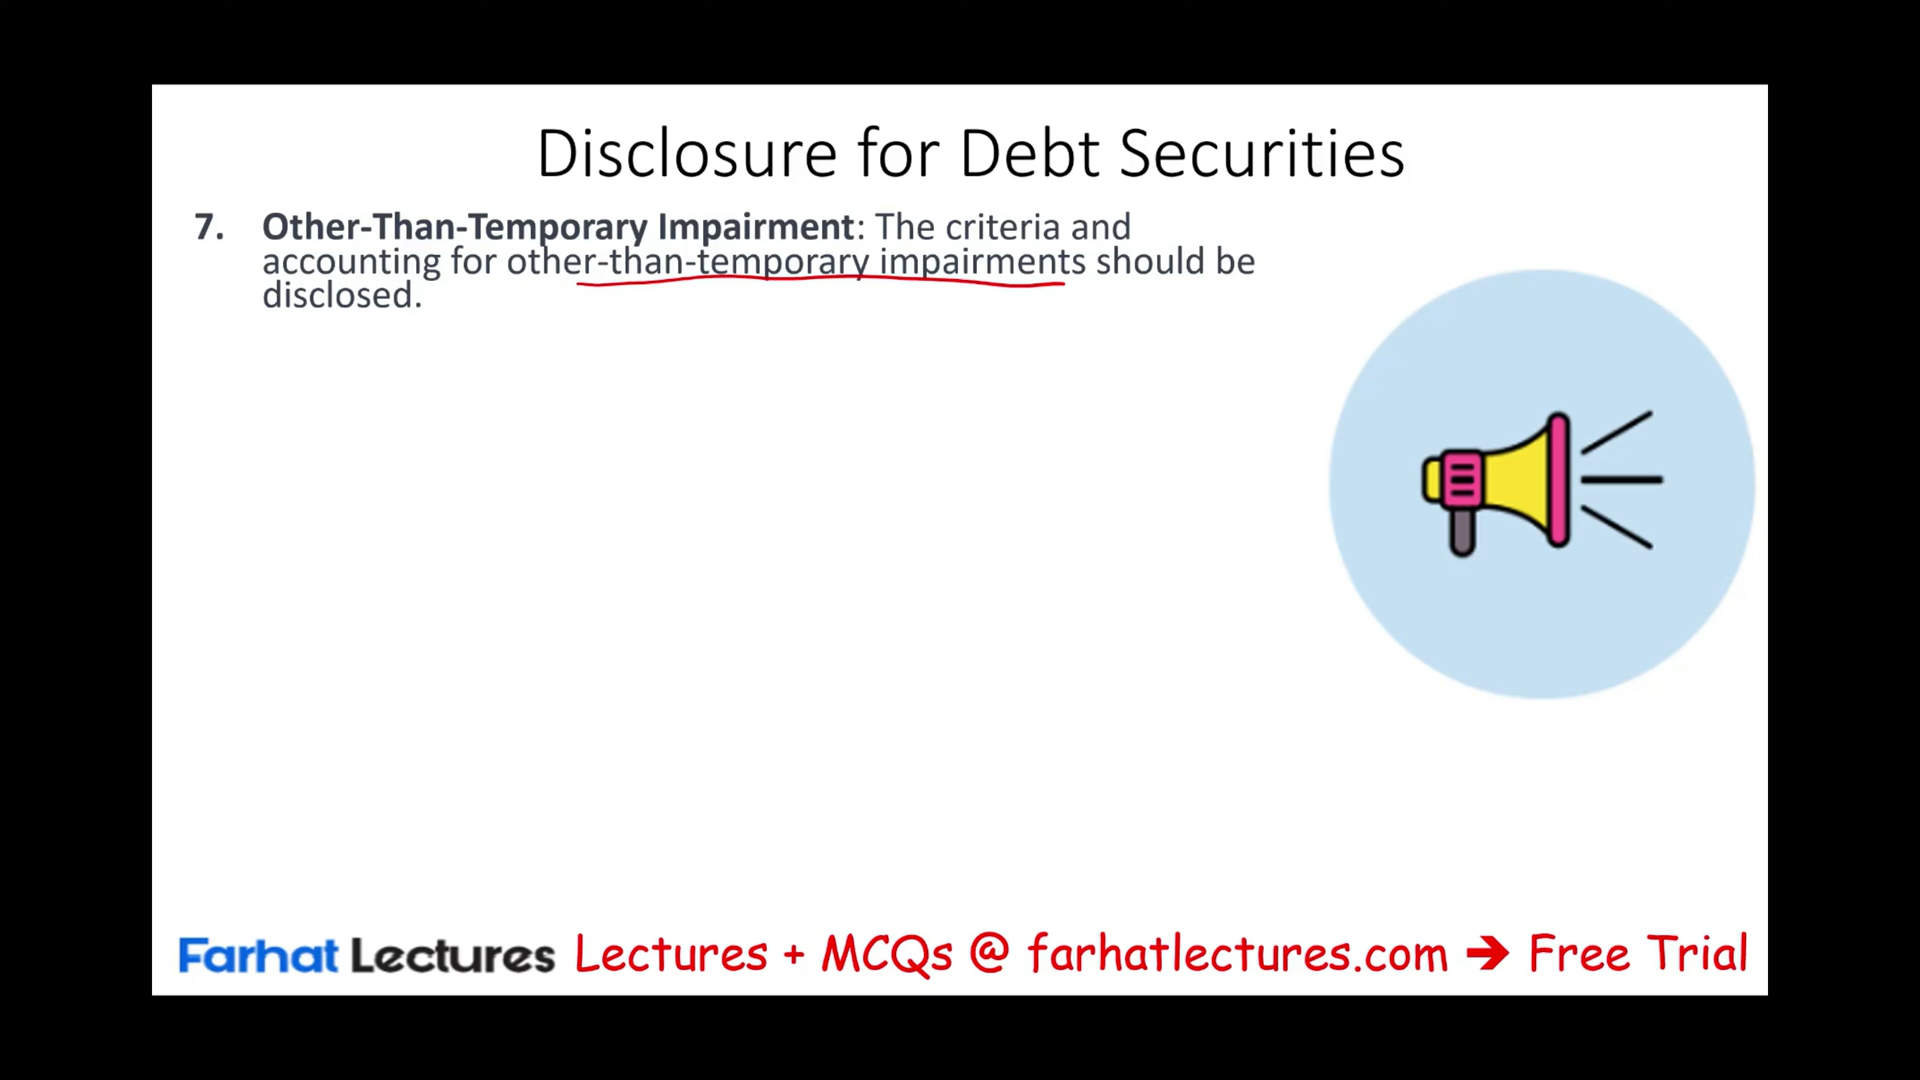 Disclosure for Debt Securities
7. Other-Than-Temporary Impairment: The criteria and
accounting for other-than-temporary impairments should be
disclosed.
Farhat Lectures Lectures + MCQs @ farhatlectures.com ➔ Free Trial